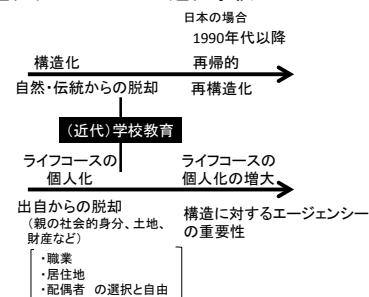 日本の場合
1990年代以降
構造化
再帰的
自然・伝統からの脱却
再構造化
(近代)学校教育
ライフコースの
個人化
ライフコースの
個人化の増大
出自からの脱却
(親の社会的身分、土地、
財産など)
構造に対するエージェンシー
の重要性
・職業
・居住地
・配偶者 の選択と自由